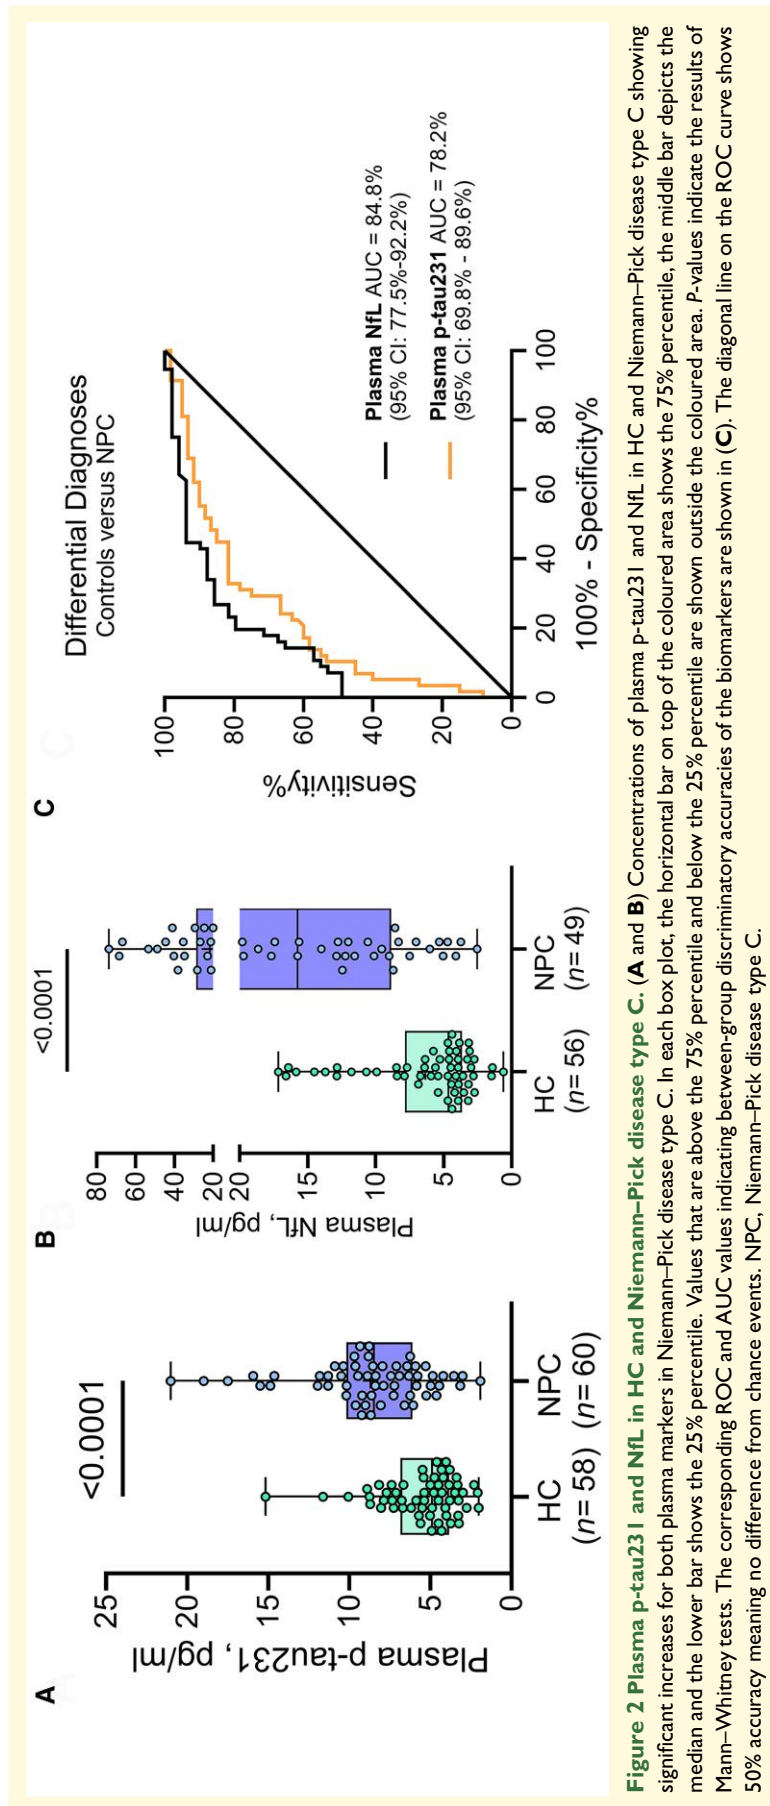 A
25
20
15
10
5
0
Plasma p-tau231, pg/ml
<0.0001
HC
(n= 58)
NPC
(n= 60)
B
80
60
40
20
20
15
10
5
0
Plasma NfL, pg/ml
<0.0001
HC
(n= 56)
NPC
(n= 49)
C
Differential Diagnoses
Controls versus NPC
100
80
60
40
20
0
Sensitivity%
0
20
40
60
80
100
100% - Specificity%
Plasma NfL AUC = 84.8%
(95% CI: 77.5%-92.2%)
Plasma p-tau231 AUC = 78.2%
(95% CI: 69.8% - 89.6%)
Figure 2 Plasma p-tau231 and NfL in HC and Niemann–Pick disease type C. (A and B) Concentrations of plasma p-tau231 and NfL in HC and Niemann–Pick disease type C showing
significant increases for both plasma markers in Niemann–Pick disease type C. In each box plot, the horizontal bar on top of the coloured area shows the 75% percentile, the middle bar depicts the
median and the lower bar shows the 25% percentile. Values that are above the 75% percentile and below the 25% percentile are shown outside the coloured area. P-values indicate the results of
Mann–Whitney tests. The corresponding ROC and AUC values indicating between-group discriminatory accuracies of the biomarkers are shown in (C). The diagonal line on the ROC curve shows
50% accuracy meaning no difference from chance events. NPC, Niemann–Pick disease type C.